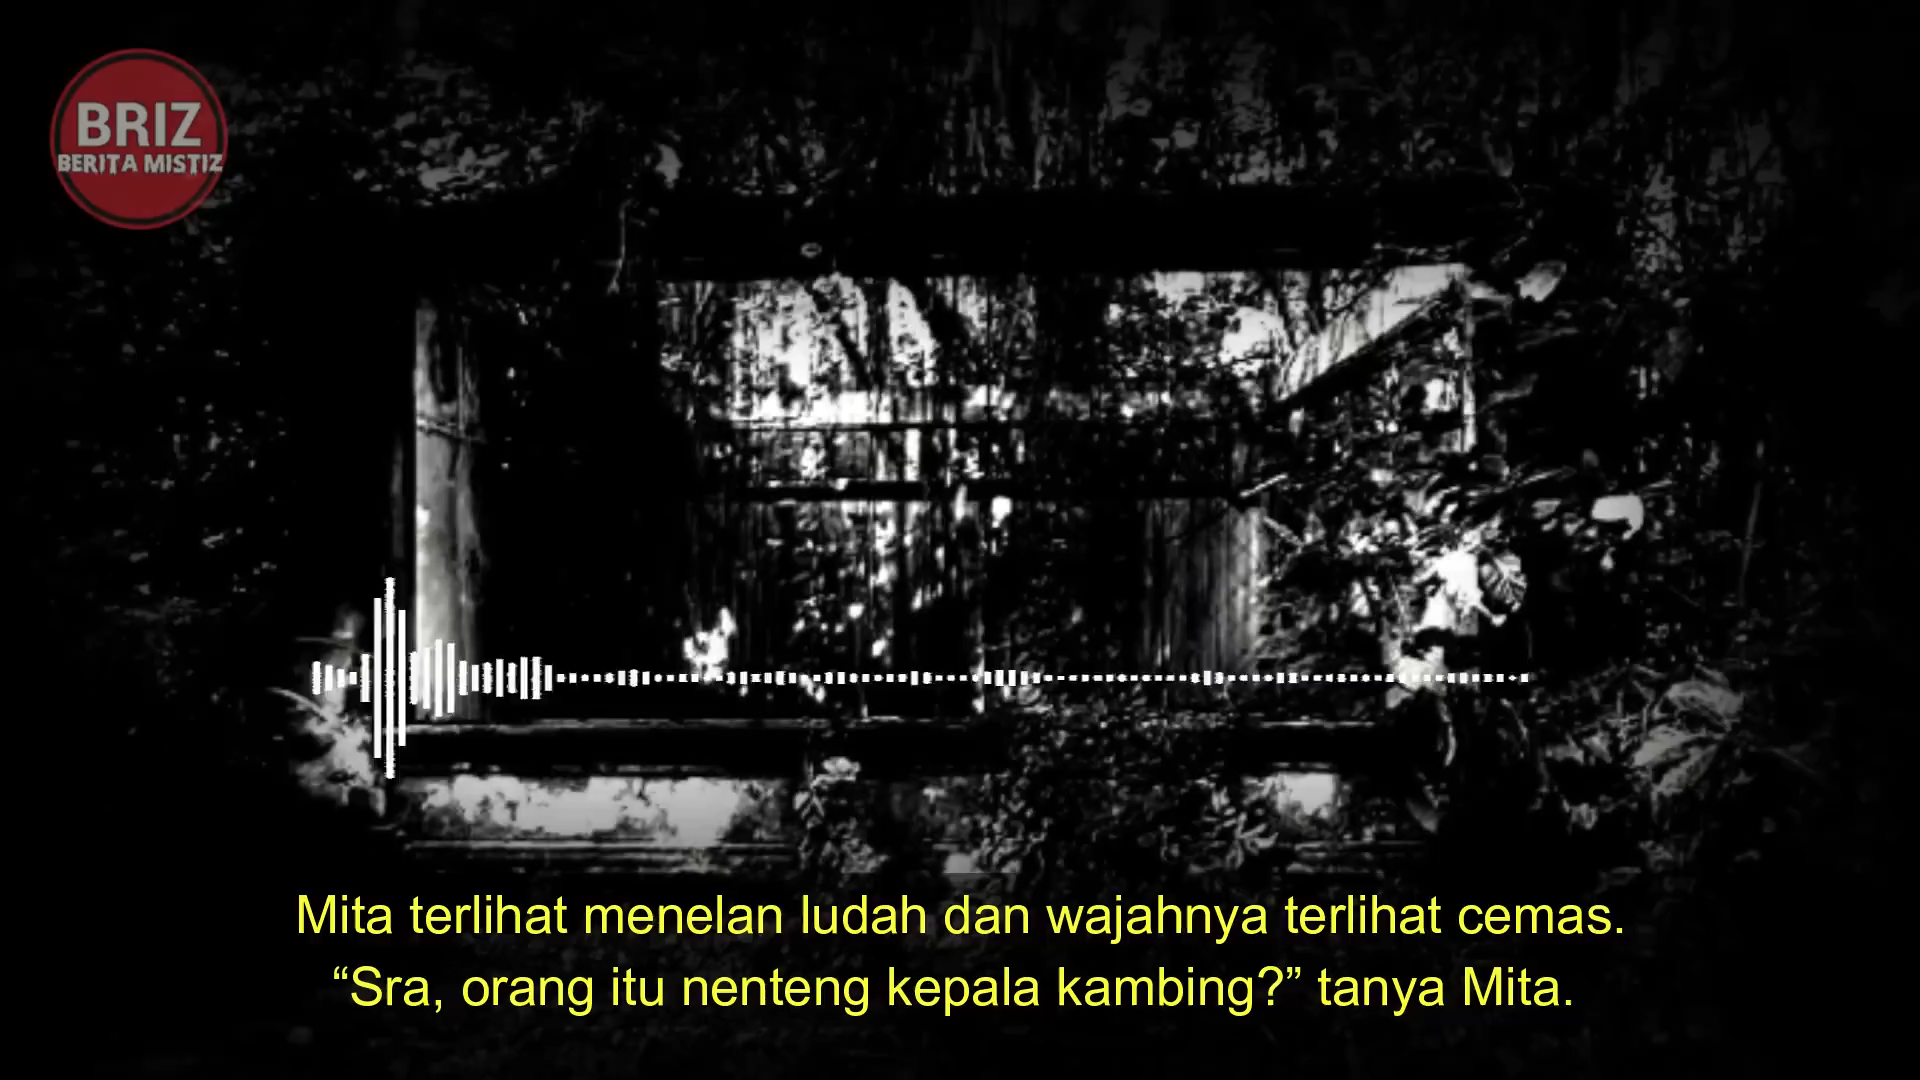 BRIZ
BERITA MISTIZ
Mita terlihat menelan ludah dan wajahnya terlihat cemas.
“Sra, orang itu nenteng kepala kambing?” tanya Mita.